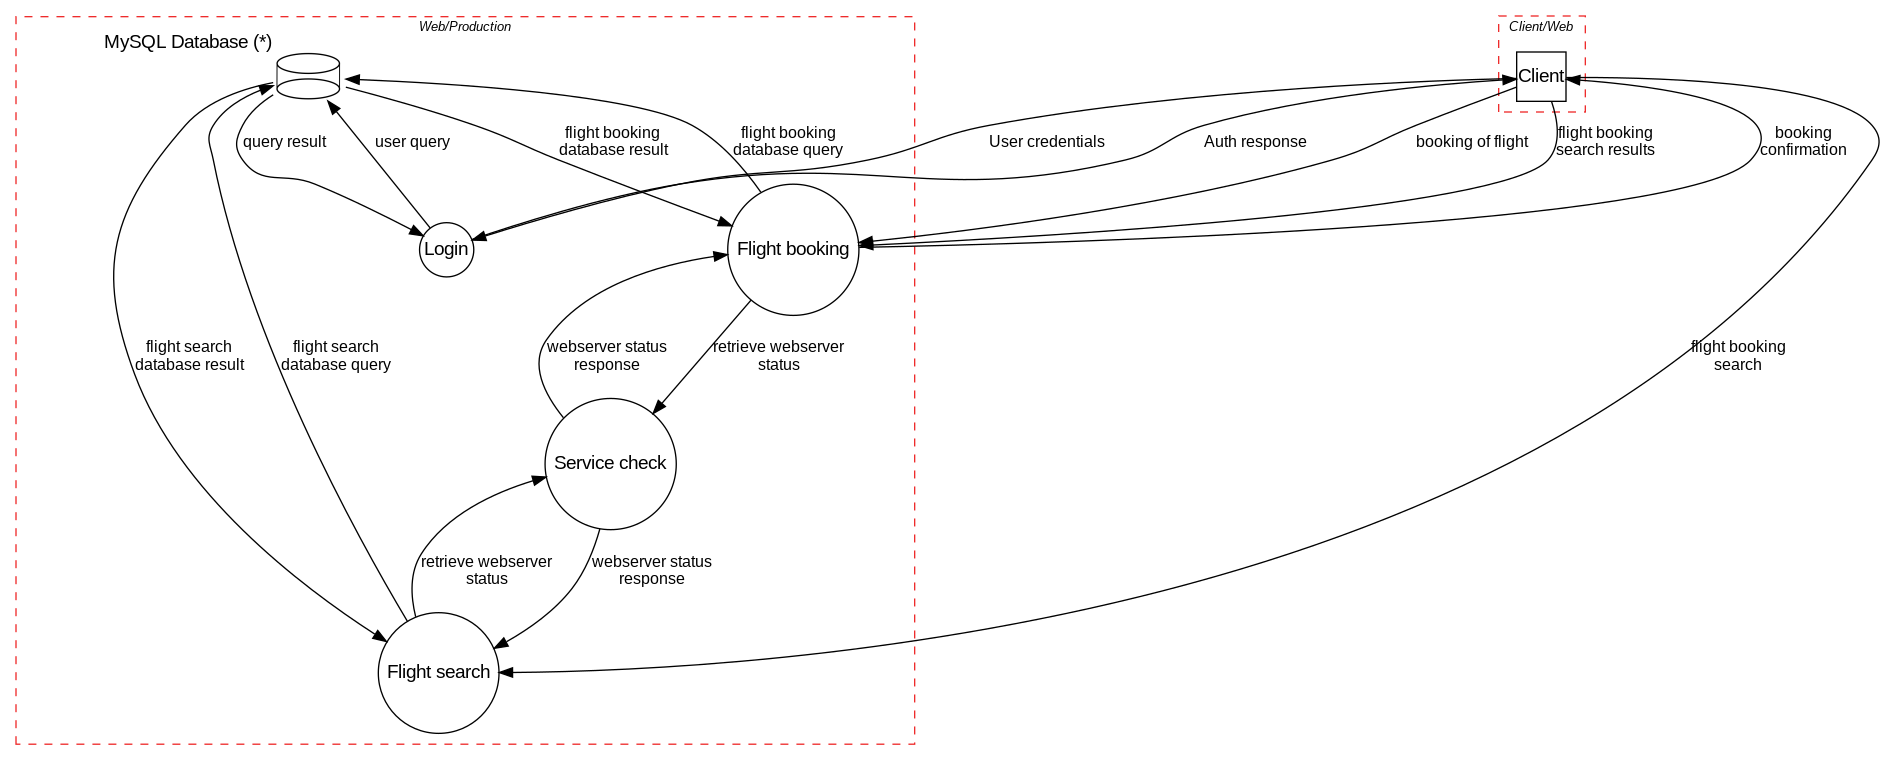 Web/Production
Client/Web
MySQL Database (*)
Client
query result
user query
flight booking
database result
flight booking
database query
User credentials
Auth response
booking of flight
flight booking
search results
booking
confirmation
Login
Flight booking
flight search
database result
flight search
database query
webserver status
response
retrieve webserver
status
flight booking
search
Service check
retrieve webserver
status
webserver status
response
Flight search